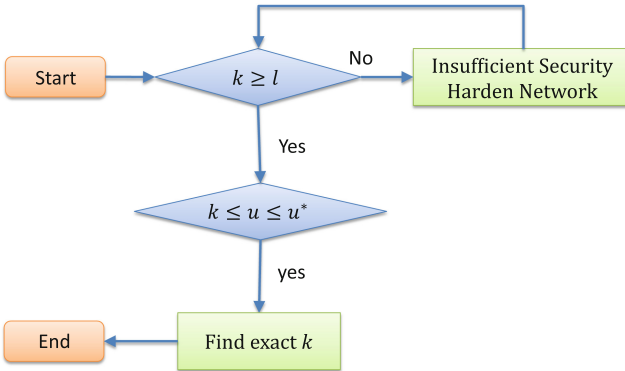 Start
k ≥ l
No
Insufficient Security
Harden Network
Yes
k ≤ u ≤ u*
yes
Find exact k
End